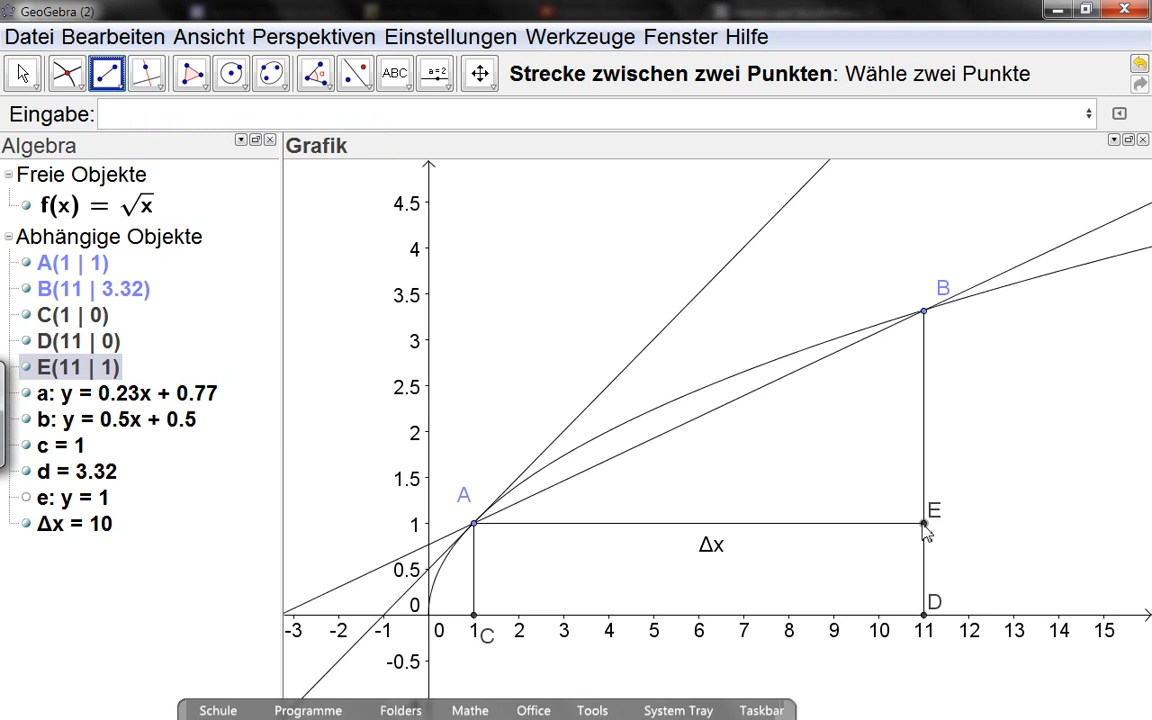 GeoGebra (2)
Datei Bearbeiten Ansicht Perspektiven Einstellungen Werkzeuge Fenster Hilfe
ABC a=2 Strecke zwischen zwei Punkten: Wähle zwei Punkte
Eingabe:
Algebra
Freie Objekte
f(x) = √x
Abhängige Objekte
A(1 | 1)
B(11 | 3.32)
C(1 | 0)
D(11 | 0)
E(11 | 1)
a: y = 0.23x + 0.77
b: y = 0.5x + 0.5
c = 1
d = 3.32
e: y = 1
Δx = 10
Grafik
4.5
4
3.5
3
2.5
2
1.5
1
0.5
0
-0.5
B
A
E
Δx
D
C
-3 -2 -1 0 1 2 3 4 5 6 7 8 9 10 11 12 13 14 15
Schule Programme Folders Mathe Office Tools System Tray Taskbar